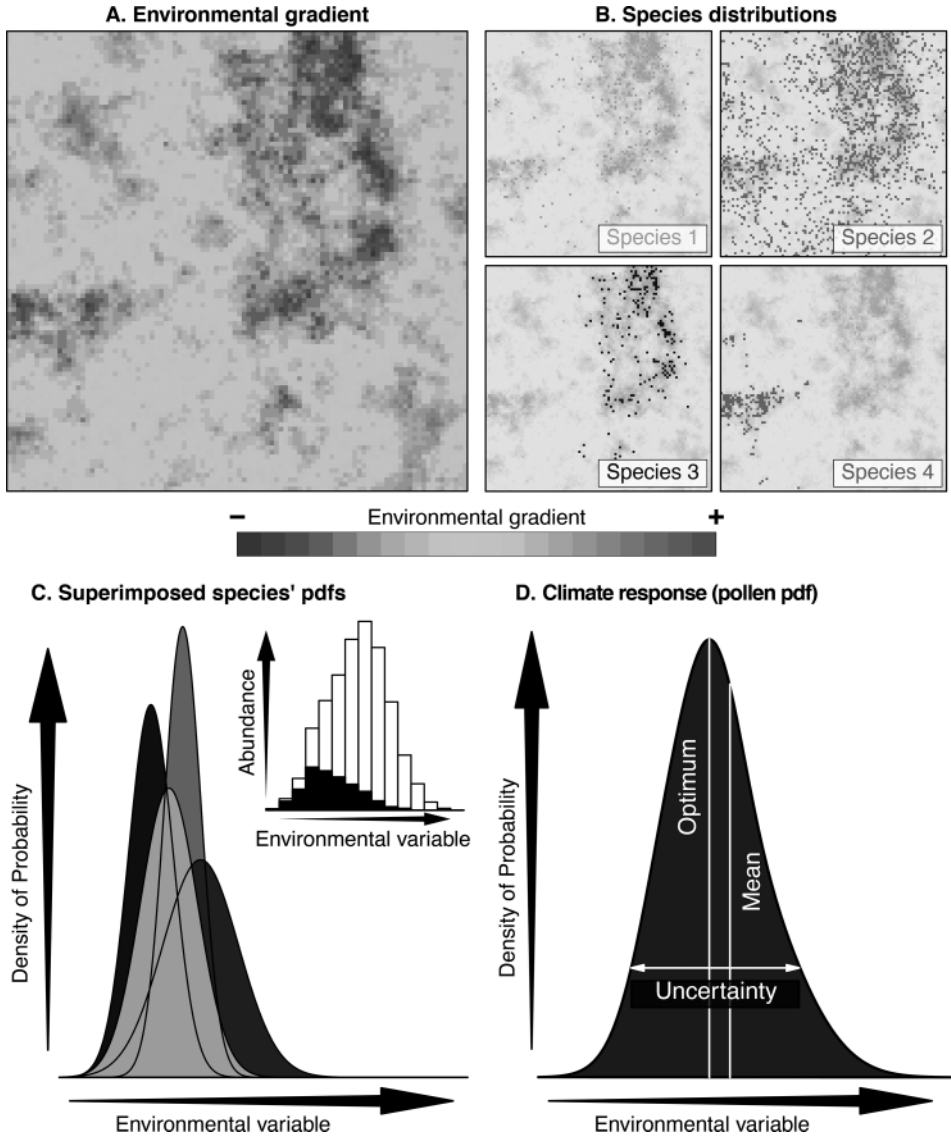 A. Environmental gradient
B. Species distributions
Species 1
Species 2
Species 3
Species 4
− Environmental gradient +
C. Superimposed species' pdfs
D. Climate response (pollen pdf)
Density of Probability
Abundance
Environmental variable
Environmental variable
Density of Probability
Optimum
Mean
Uncertainty
Environmental variable